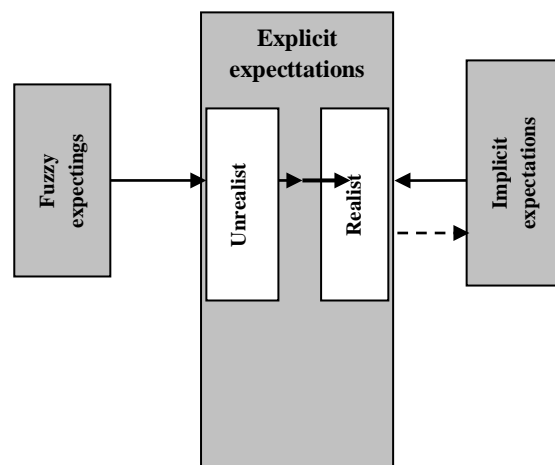 Explicit
expecttations
Fuzzy
expectings
Unrealist
Realist
Implicit
expectations